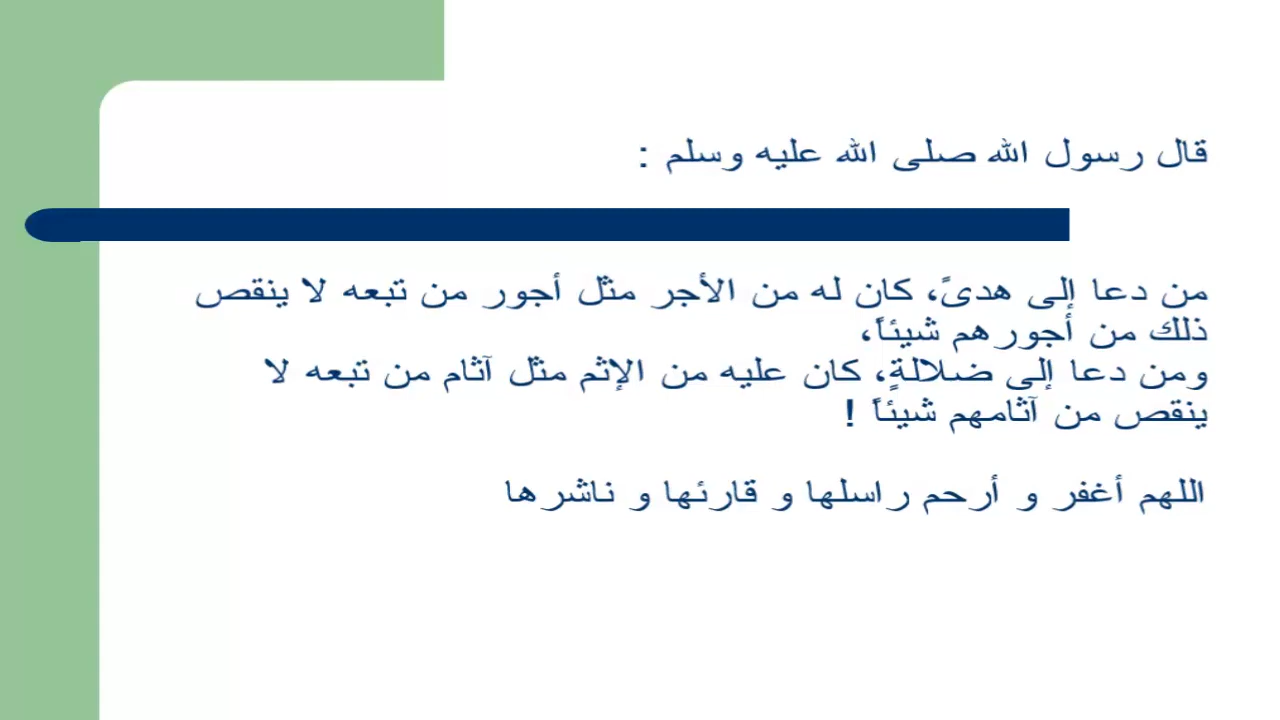 قال رسول الله صلى الله عليه وسلم :
من دعا إلى هدىً، كان له من الأجر مثل أجور من تبعه لا ينقص
ذلك من أجورهم شيئاً،
ومن دعا إلى ضلالةٍ، كان عليه من الإثم مثل آثام من تبعه لا
ينقص من آثامهم شيئاً !
اللهم أغفر و أرحم راسلها و قارئها و ناشرها